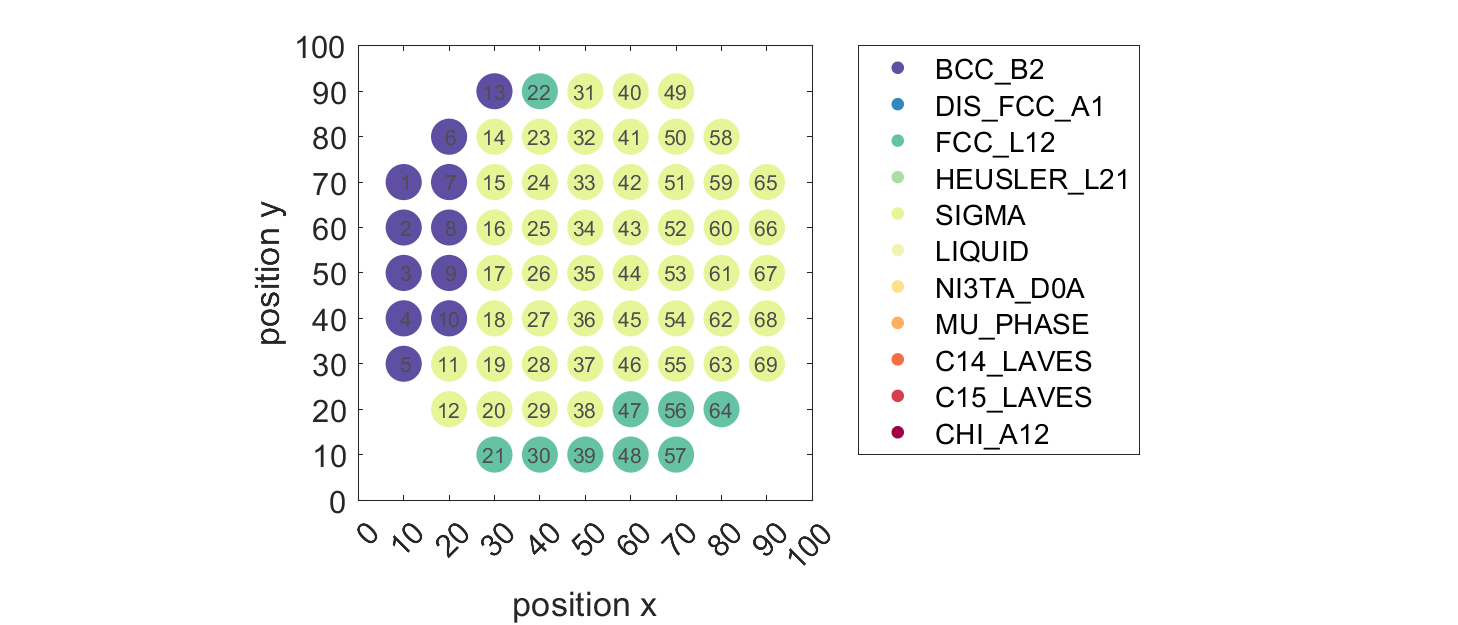 100
90 13 22 31 40 49
80 6 14 23 32 41 50 58
70 1 7 15 24 33 42 51 59 65
60 2 8 16 25 34 43 52 60 66
50 3 9 17 26 35 44 53 61 67
40 4 10 18 27 36 45 54 62 68
30 5 11 19 28 37 46 55 63 69
20 12 20 29 38 47 56 64
10 21 30 39 48 57
0
position y
0 10 20 30 40 50 60 70 80 90 100
position x
BCC_B2
DIS_FCC_A1
FCC_L12
HEUSLER_L21
SIGMA
LIQUID
NI3TA_D0A
MU_PHASE
C14_LAVES
C15_LAVES
CHI_A12